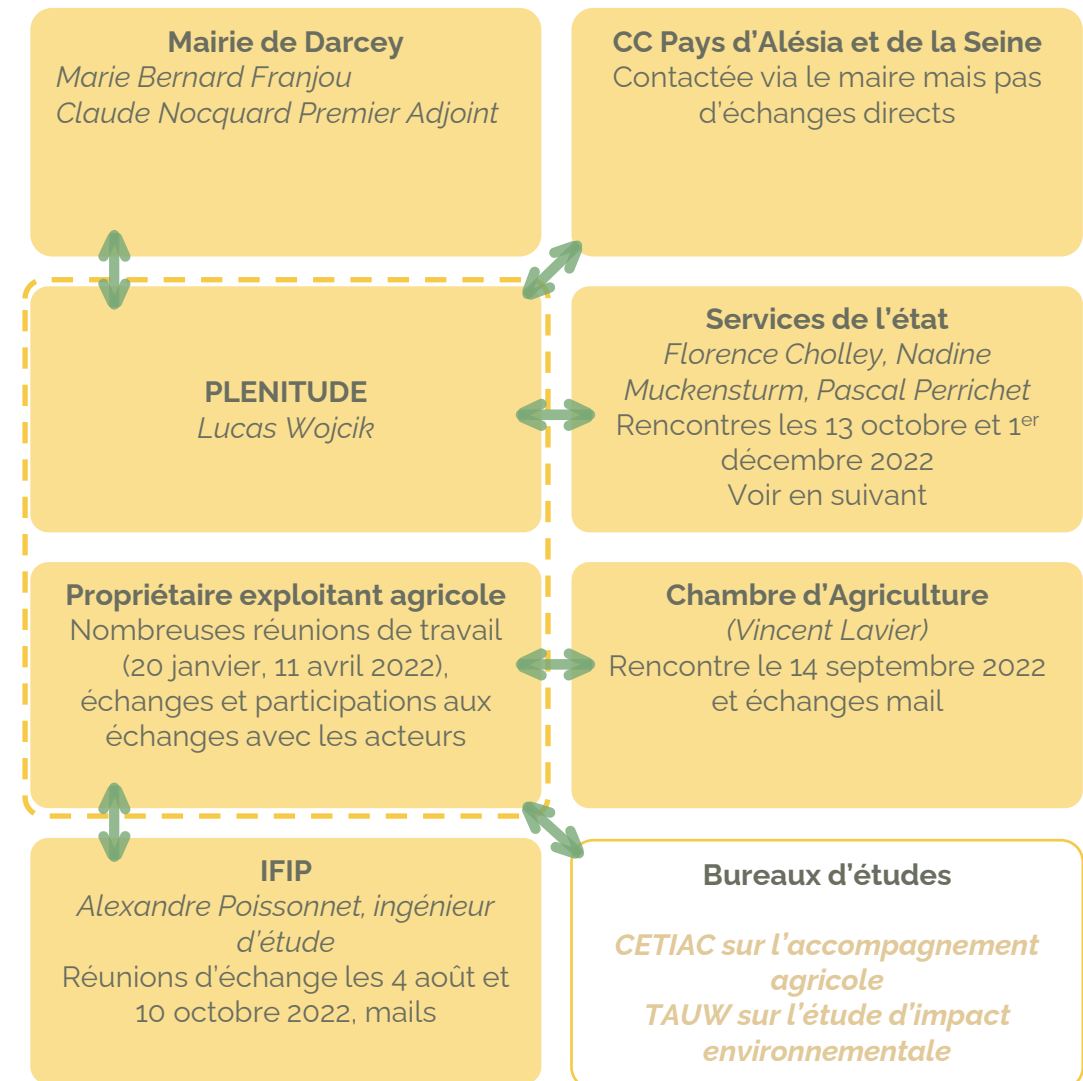 Mairie de Darcey
Marie Bernard Franjou
Claude Nocquard Premier Adjoint
CC Pays d’Alésia et de la Seine
Contactée via le maire mais pas
d’échanges directs
PLENITUDE
Lucas Wojcik
Services de l’état
Florence Cholley, Nadine
Muckensturm, Pascal Perrichet
Rencontres les 13 octobre et 1er
décembre 2022
Voir en suivant
Propriétaire exploitant agricole
Nombreuses réunions de travail
(20 janvier, 11 avril 2022),
échanges et participations aux
échanges avec les acteurs
Chambre d’Agriculture
(Vincent Lavier)
Rencontre le 14 septembre 2022
et échanges mail
IFIP
Alexandre Poissonnet, ingénieur
d’étude
Réunions d’échange les 4 août et
10 octobre 2022, mails
Bureaux d’études
CETIAC sur l’accompagnement
agricole
TAUW sur l’étude d’impact
environnementale